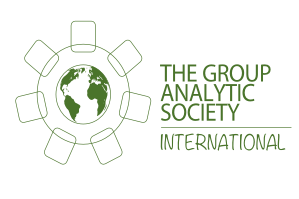 THE GROUP
ANALYTIC
SOCIETY
INTERNATIONAL